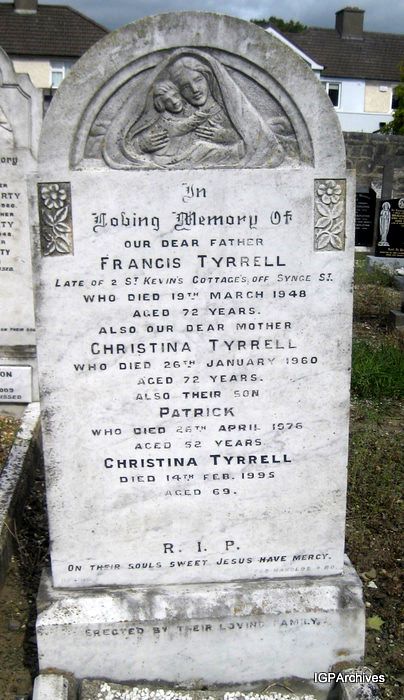 In
Loving Memory Of
OUR DEAR FATHER
FRANCIS TYRRELL
LATE OF 2 ST KEVIN'S COTTAGES, OFF SYNGE ST.
WHO DIED 19TH MARCH 1948
AGED 72 YEARS.
ALSO OUR DEAR MOTHER
CHRISTINA TYRRELL
WHO DIED 26TH JANUARY 1960
AGED 72 YEARS.
ALSO THEIR SON
PATRICK
WHO DIED 26TH APRIL 1976
AGED 52 YEARS
CHRISTINA TYRRELL
DIED 14TH FEB. 1995
AGED 69.
R. I. P.
ON THEIR SOULS SWEET JESUS HAVE MERCY.
ERECTED BY THEIR LOVING FAMILY.
IGPArchives